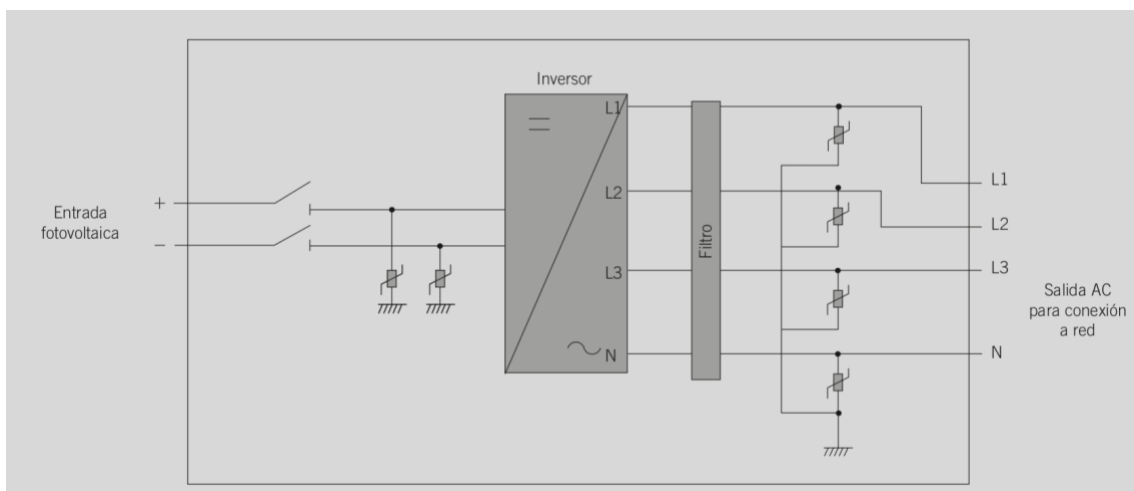 Inversor
L1
L2
L3
N
Filtro
Entrada
fotovoltaica
+
−
L1
L2
L3
N
Salida AC
para conexión
a red